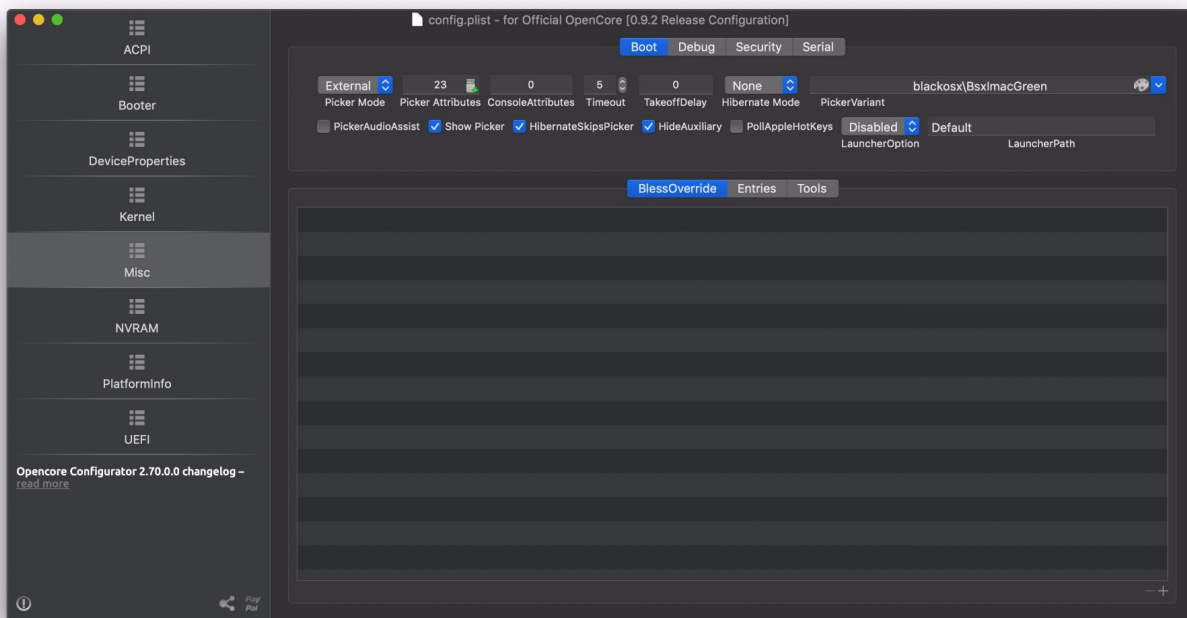 config.plist - for Official OpenCore [0.9.2 Release Configuration]
ACPI
Booter
DeviceProperties
Kernel
Misc
NVRAM
PlatformInfo
UEFI
Opencore Configurator 2.70.0.0 changelog –
read more
Pay
Pal
Boot Debug Security Serial
External 23 0 5 0 None blackosx\BsxImacGreen
Picker Mode Picker Attributes ConsoleAttributes Timeout TakeoffDelay Hibernate Mode PickerVariant
PickerAudioAssist Show Picker HibernateSkipsPicker HideAuxiliary PollAppleHotKeys Disabled Default
LauncherOption LauncherPath
BlessOverride Entries Tools